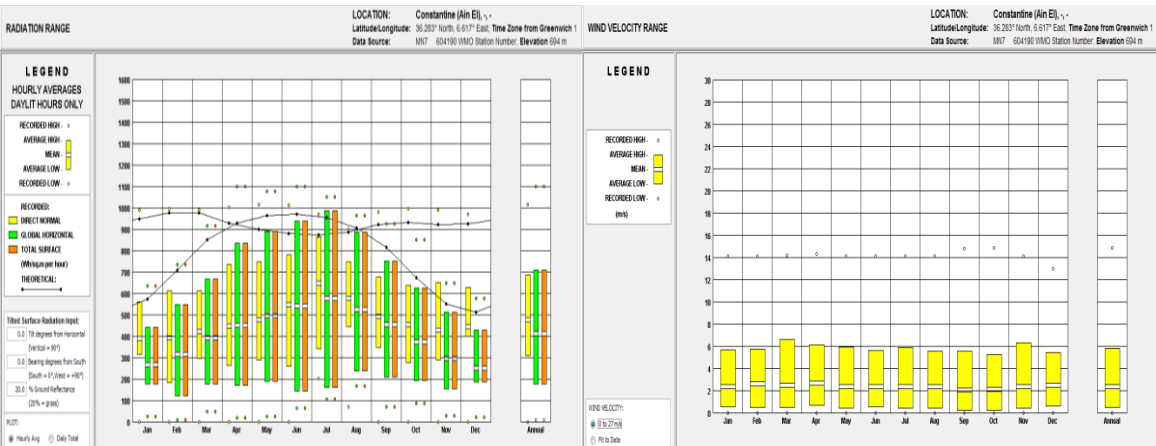 RADIATION RANGE
LOCATION: Constantine (Ain El), -, -
Latitude/Longitude: 36.283° North, 6.617° East, Time Zone from Greenwich 1
Data Source: MN7 604190 WMO Station Number, Elevation 694 m
LEGEND
HOURLY AVERAGES
DAYLIT HOURS ONLY
RECORDED HIGH -
AVERAGE HIGH -
MEAN -
AVERAGE LOW -
RECORDED LOW -
RECORDED:
DIRECT NORMAL
GLOBAL HORIZONTAL
TOTAL SURFACE
(Wh/sq.m per hour)
THEORETICAL:
Tilted Surface Radiation Input:
0.0 Tilt degrees from Horizontal
(Vertical = 90°)
0.0 Bearing degrees from South
(South = 0°, West = +90°)
20.0 % Ground Reflectance
(20% = grass)
PLOT:
Hourly Avg Daily Total
1600
1500
1400
1300
1200
1100
1000
900
800
700
600
500
400
300
200
100
0
Jan Feb Mar Apr May Jun Jul Aug Sep Oct Nov Dec Annual
WIND VELOCITY RANGE
LOCATION: Constantine (Ain El), -, -
Latitude/Longitude: 36.283° North, 6.617° East, Time Zone from Greenwich 1
Data Source: MN7 604190 WMO Station Number, Elevation 694 m
LEGEND
RECORDED HIGH -
AVERAGE HIGH -
MEAN -
AVERAGE LOW -
RECORDED LOW -
(m/s)
WIND VELOCITY:
0 to 27m/s
Fit to Data
30
28
26
24
22
20
18
16
14
12
10
8
6
4
2
0
Jan Feb Mar Apr May Jun Jul Aug Sep Oct Nov Dec Annual